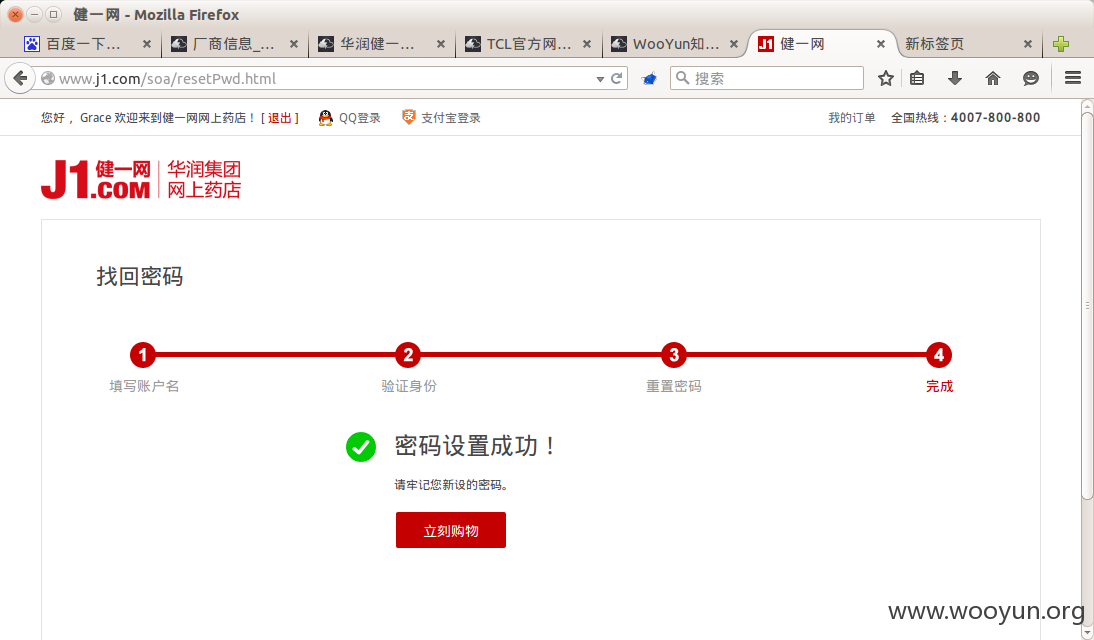 健一网 - Mozilla Firefox
百度一下... 厂商信息_... 华润健一... TCL官方网... WooYun知... 健一网 新标签页
www.j1.com/soa/resetPwd.html 搜索
您好， Grace 欢迎来到健一网网上药店！ [ 退出 ] QQ登录 支付宝登录 我的订单 全国热线：4007-800-800
J1.COM 健一网 华润集团
网上药店
找回密码
1 2 3 4
填写账户名 验证身份 重置密码 完成
密码设置成功！
请牢记您新设的密码。
立刻购物
www.wooyun.org